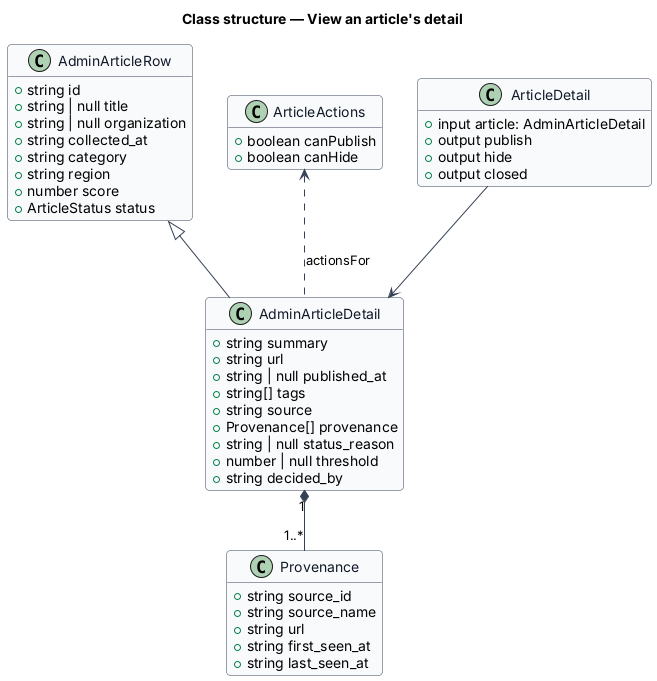 Class structure — View an article's detail
C AdminArticleRow
string id
string | null title
string | null organization
string collected_at
string category
string region
number score
ArticleStatus status
C ArticleActions
boolean canPublish
boolean canHide
C ArticleDetail
input article: AdminArticleDetail
output publish
output hide
output closed
actionsFor
C AdminArticleDetail
string summary
string url
string | null published_at
string[] tags
string source
Provenance[] provenance
string | null status_reason
number | null threshold
string decided_by
1
1..*
C Provenance
string source_id
string source_name
string url
string first_seen_at
string last_seen_at